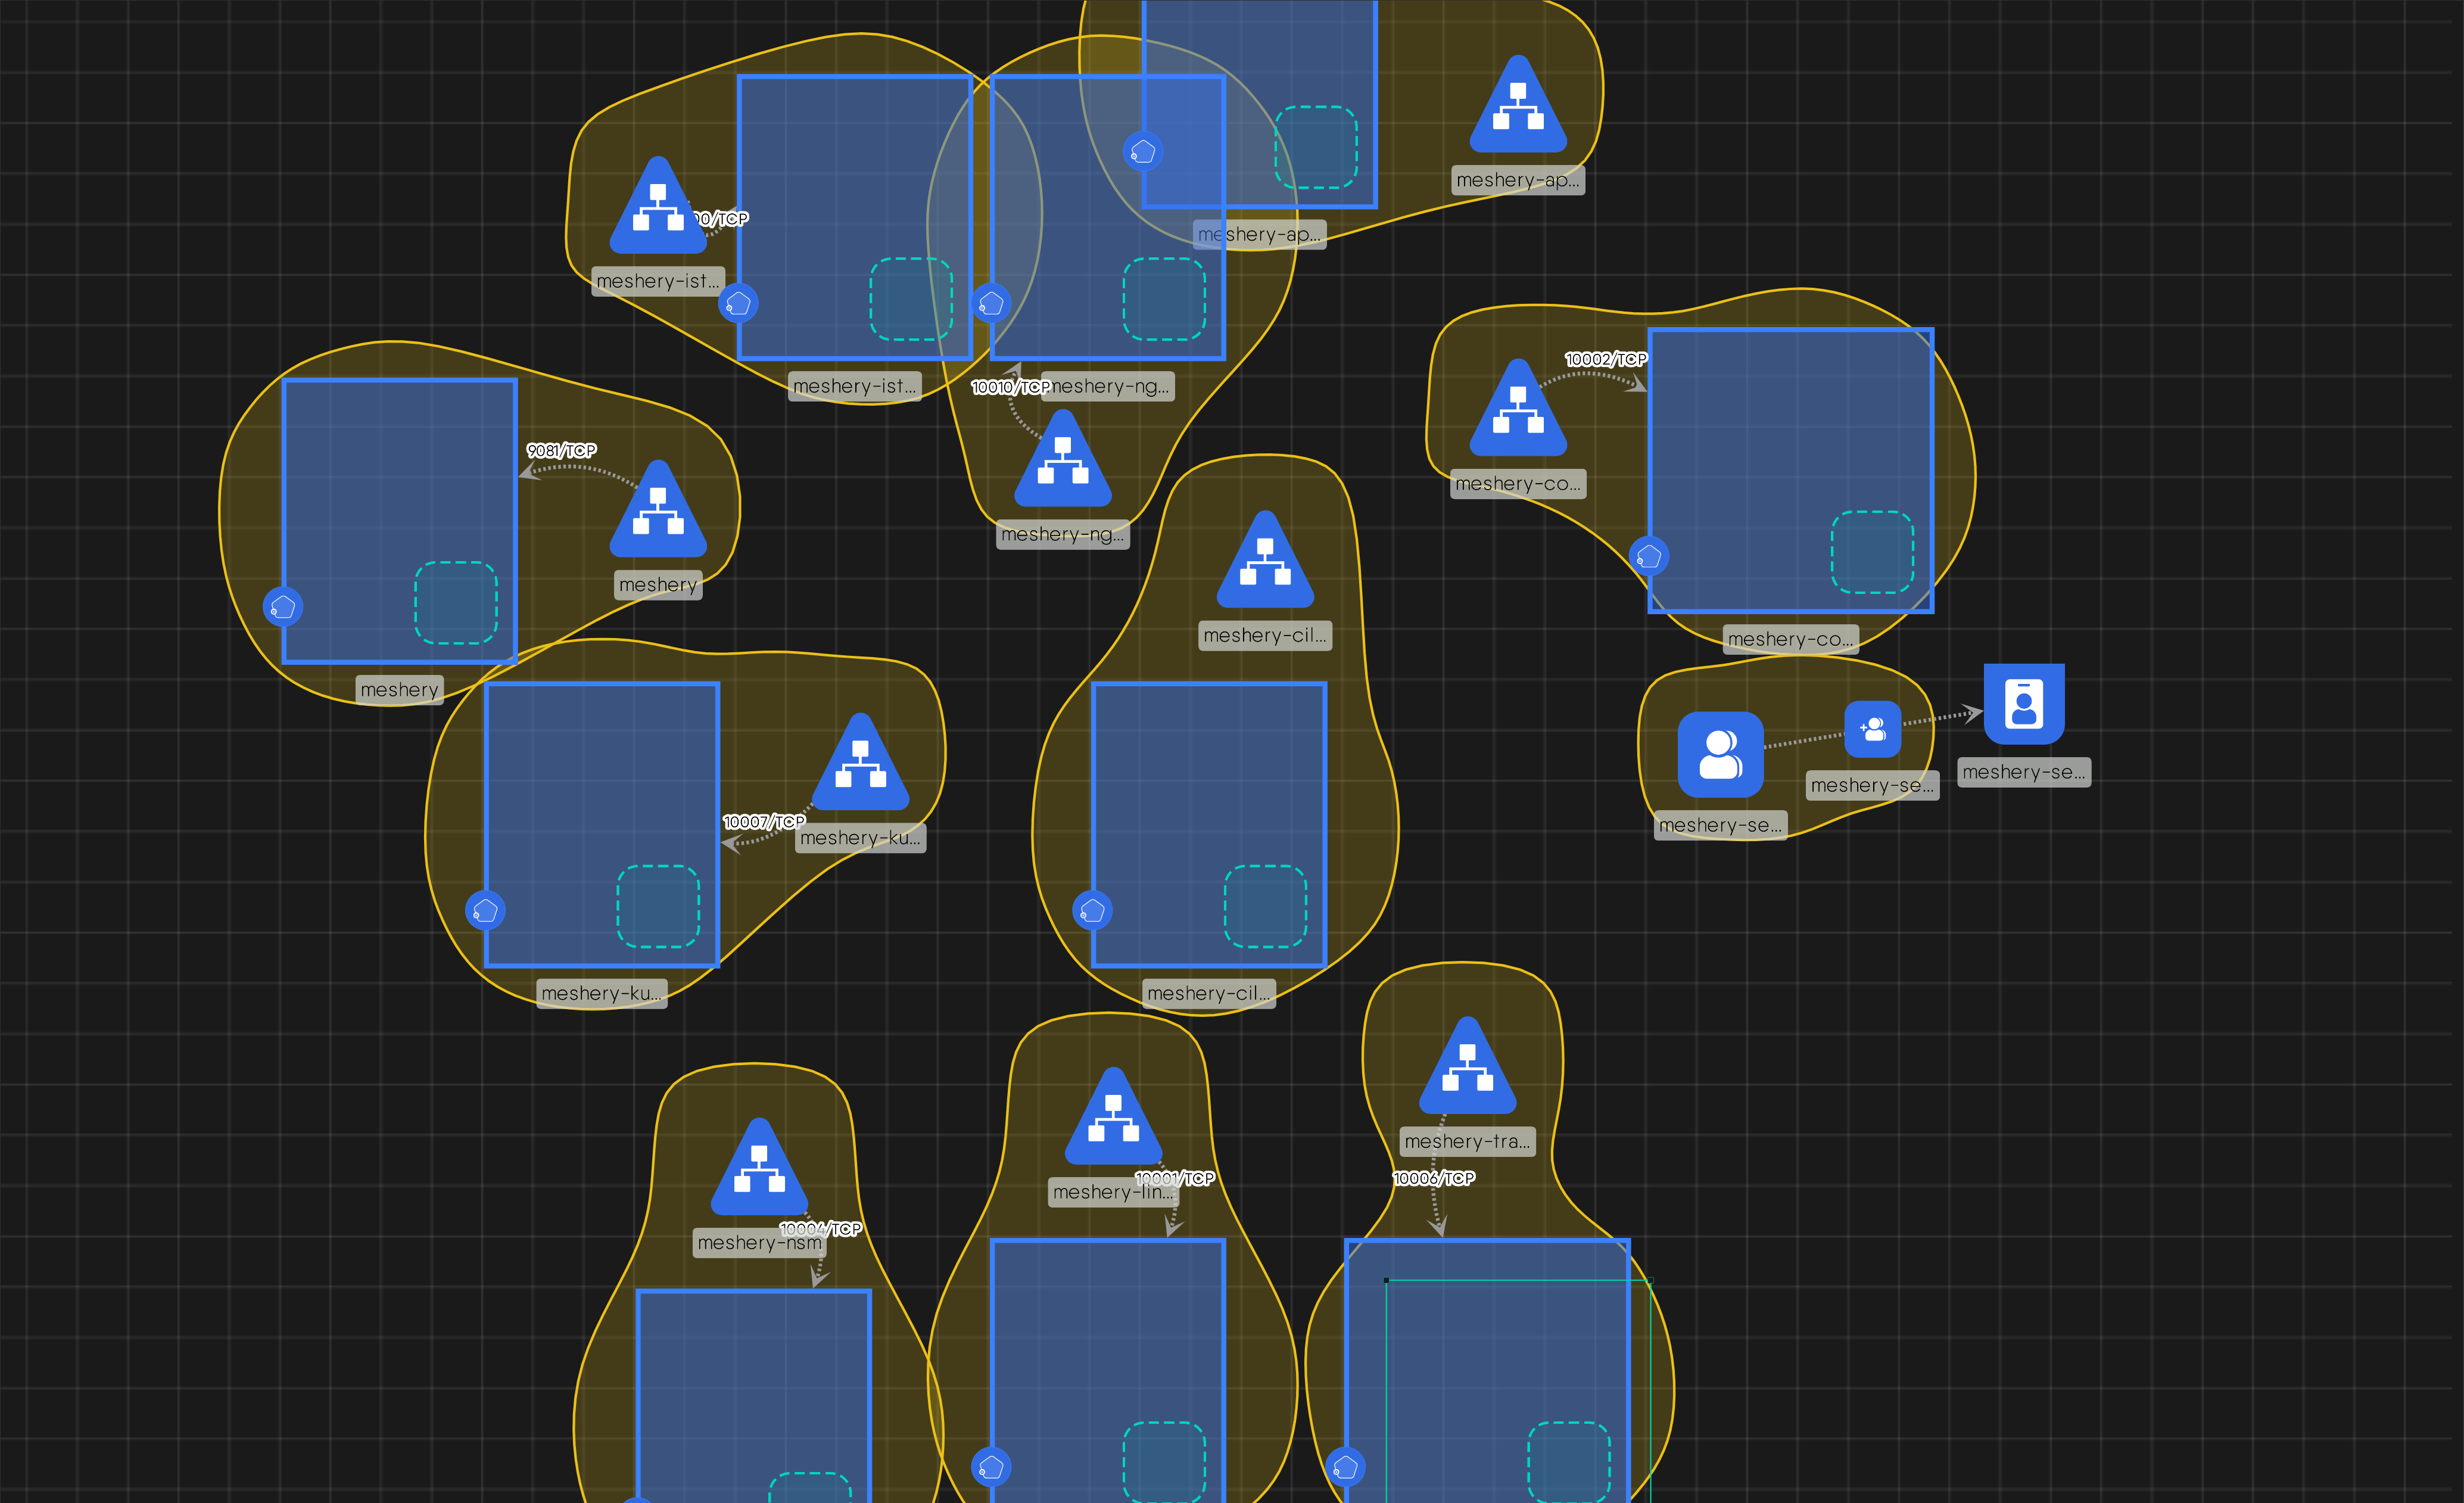 meshery-ap...
meshery-ap...
00/TCP
meshery-ist...
meshery-ist...
10010/TCP
meshery-ng...
meshery-ng...
10002/TCP
meshery-co...
meshery-co...
9081/TCP
meshery
meshery
meshery-cil...
meshery-cil...
meshery-se...
meshery-se...
meshery-se...
10007/TCP
meshery-ku...
meshery-ku...
meshery-tra...
10006/TCP
meshery-lin...
10001/TCP
meshery-nsm
10004/TCP